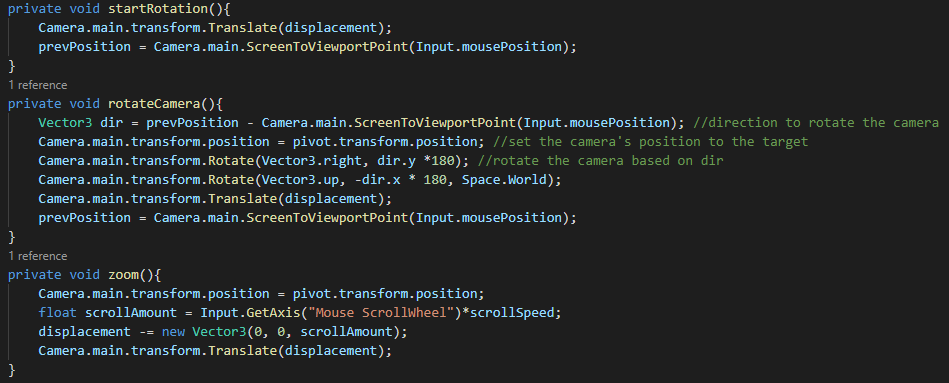 private void startRotation(){
Camera.main.transform.Translate(displacement);
prevPosition = Camera.main.ScreenToViewportPoint(Input.mousePosition);
}
1 reference
private void rotateCamera(){
Vector3 dir = prevPosition - Camera.main.ScreenToViewportPoint(Input.mousePosition); //direction to rotate the camera
Camera.main.transform.position = pivot.transform.position; //set the camera's position to the target
Camera.main.transform.Rotate(Vector3.right, dir.y *180); //rotate the camera based on dir
Camera.main.transform.Rotate(Vector3.up, -dir.x * 180, Space.World);
Camera.main.transform.Translate(displacement);
prevPosition = Camera.main.ScreenToViewportPoint(Input.mousePosition);
}
1 reference
private void zoom(){
Camera.main.transform.position = pivot.transform.position;
float scrollAmount = Input.GetAxis("Mouse ScrollWheel")*scrollSpeed;
displacement -= new Vector3(0, 0, scrollAmount);
Camera.main.transform.Translate(displacement);
}